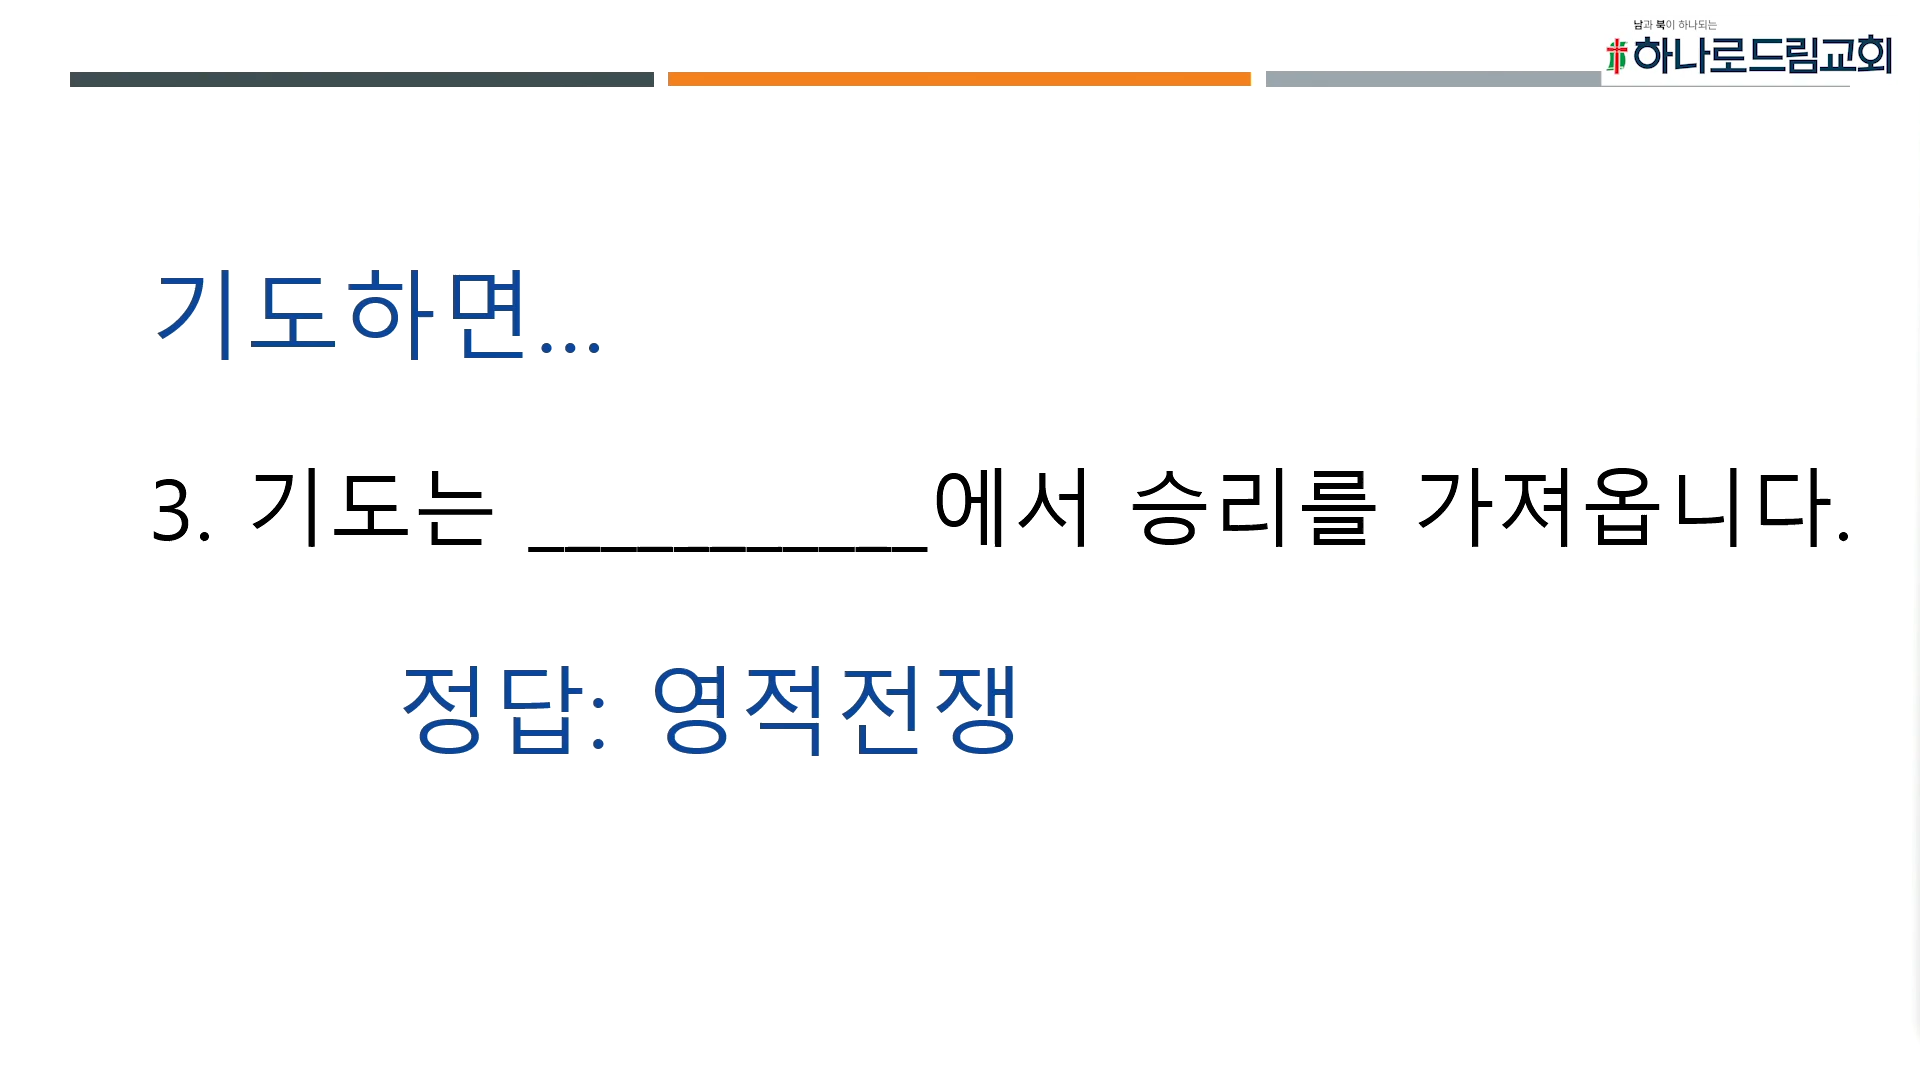 남과 북이 하나되는
하나로드림교회
기도하면...
3. 기도는 ___________에서 승리를 가져옵니다.
정답: 영적전쟁